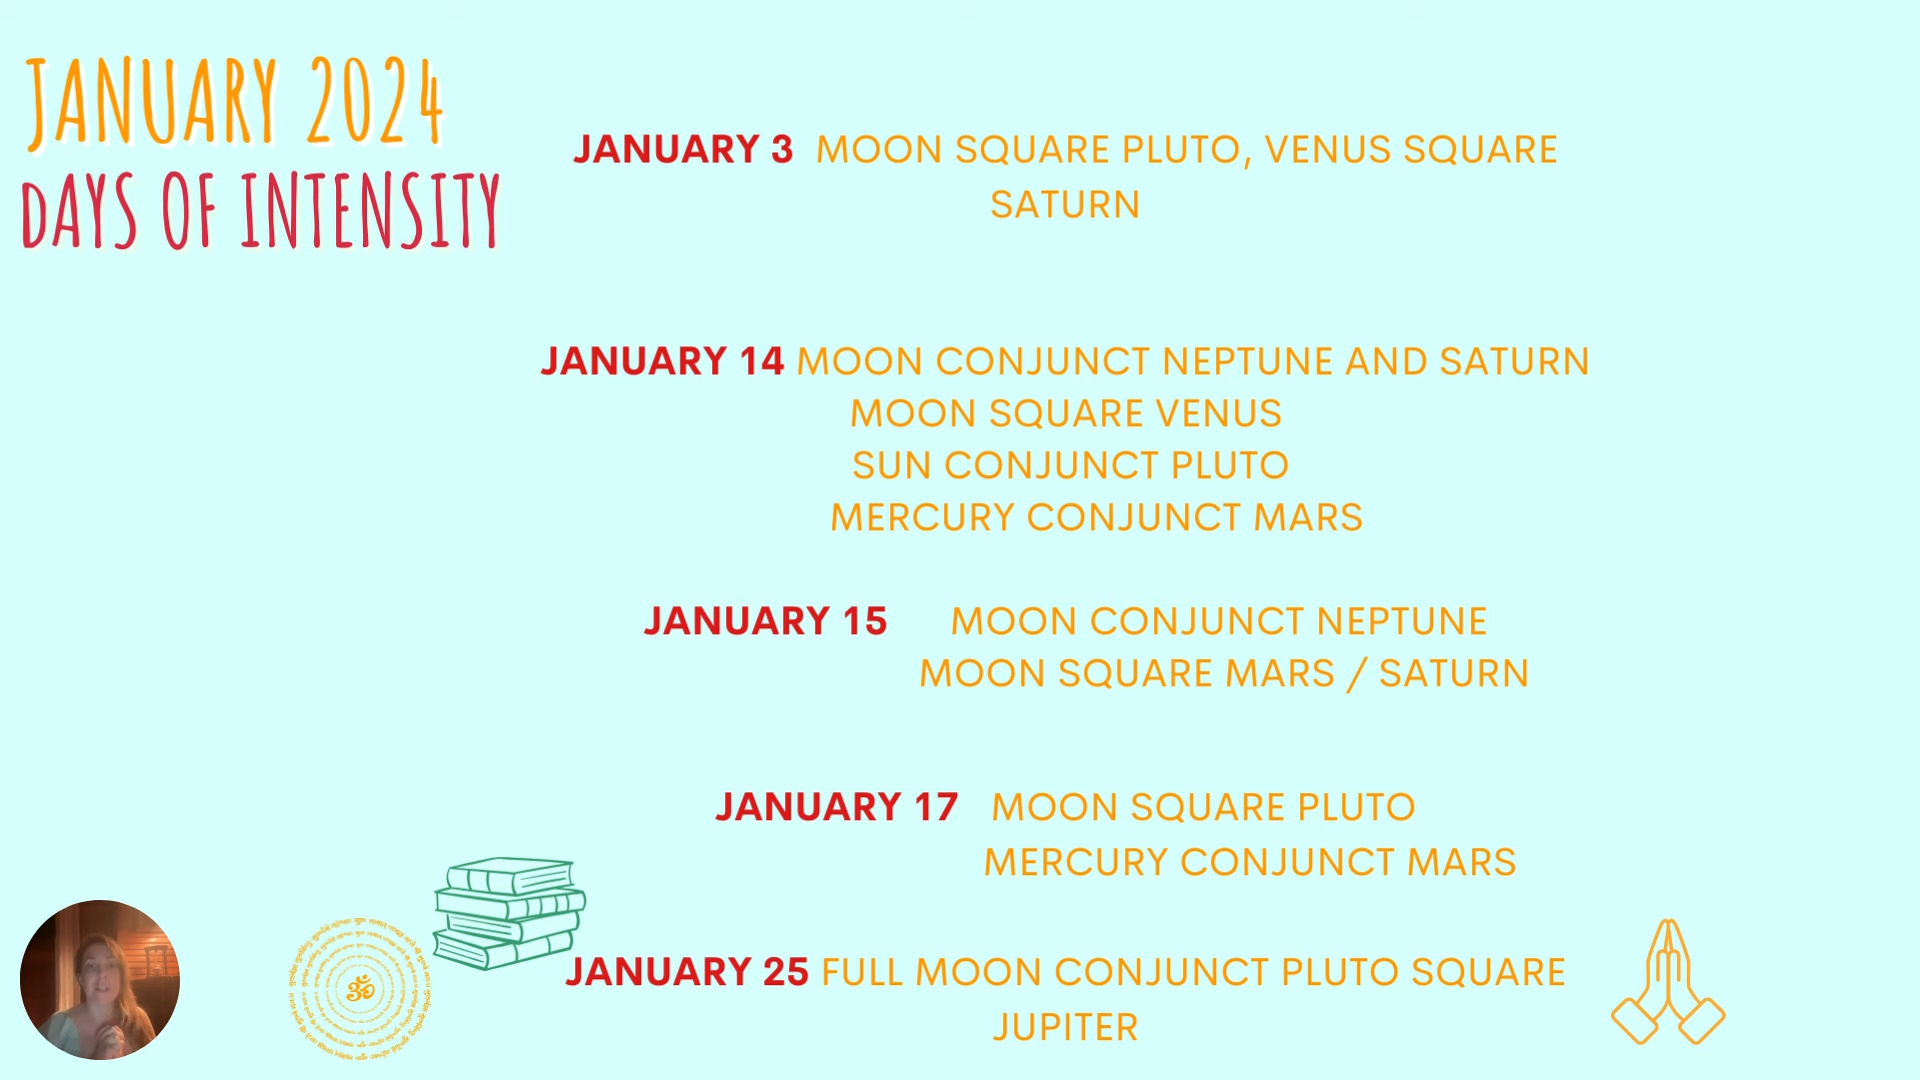 JANUARY 2024
DAYS OF INTENSITY
JANUARY 3 MOON SQUARE PLUTO, VENUS SQUARE
SATURN
JANUARY 14 MOON CONJUNCT NEPTUNE AND SATURN
MOON SQUARE VENUS
SUN CONJUNCT PLUTO
MERCURY CONJUNCT MARS
JANUARY 15 MOON CONJUNCT NEPTUNE
MOON SQUARE MARS / SATURN
JANUARY 17 MOON SQUARE PLUTO
MERCURY CONJUNCT MARS
JANUARY 25 FULL MOON CONJUNCT PLUTO SQUARE
JUPITER
ॐ